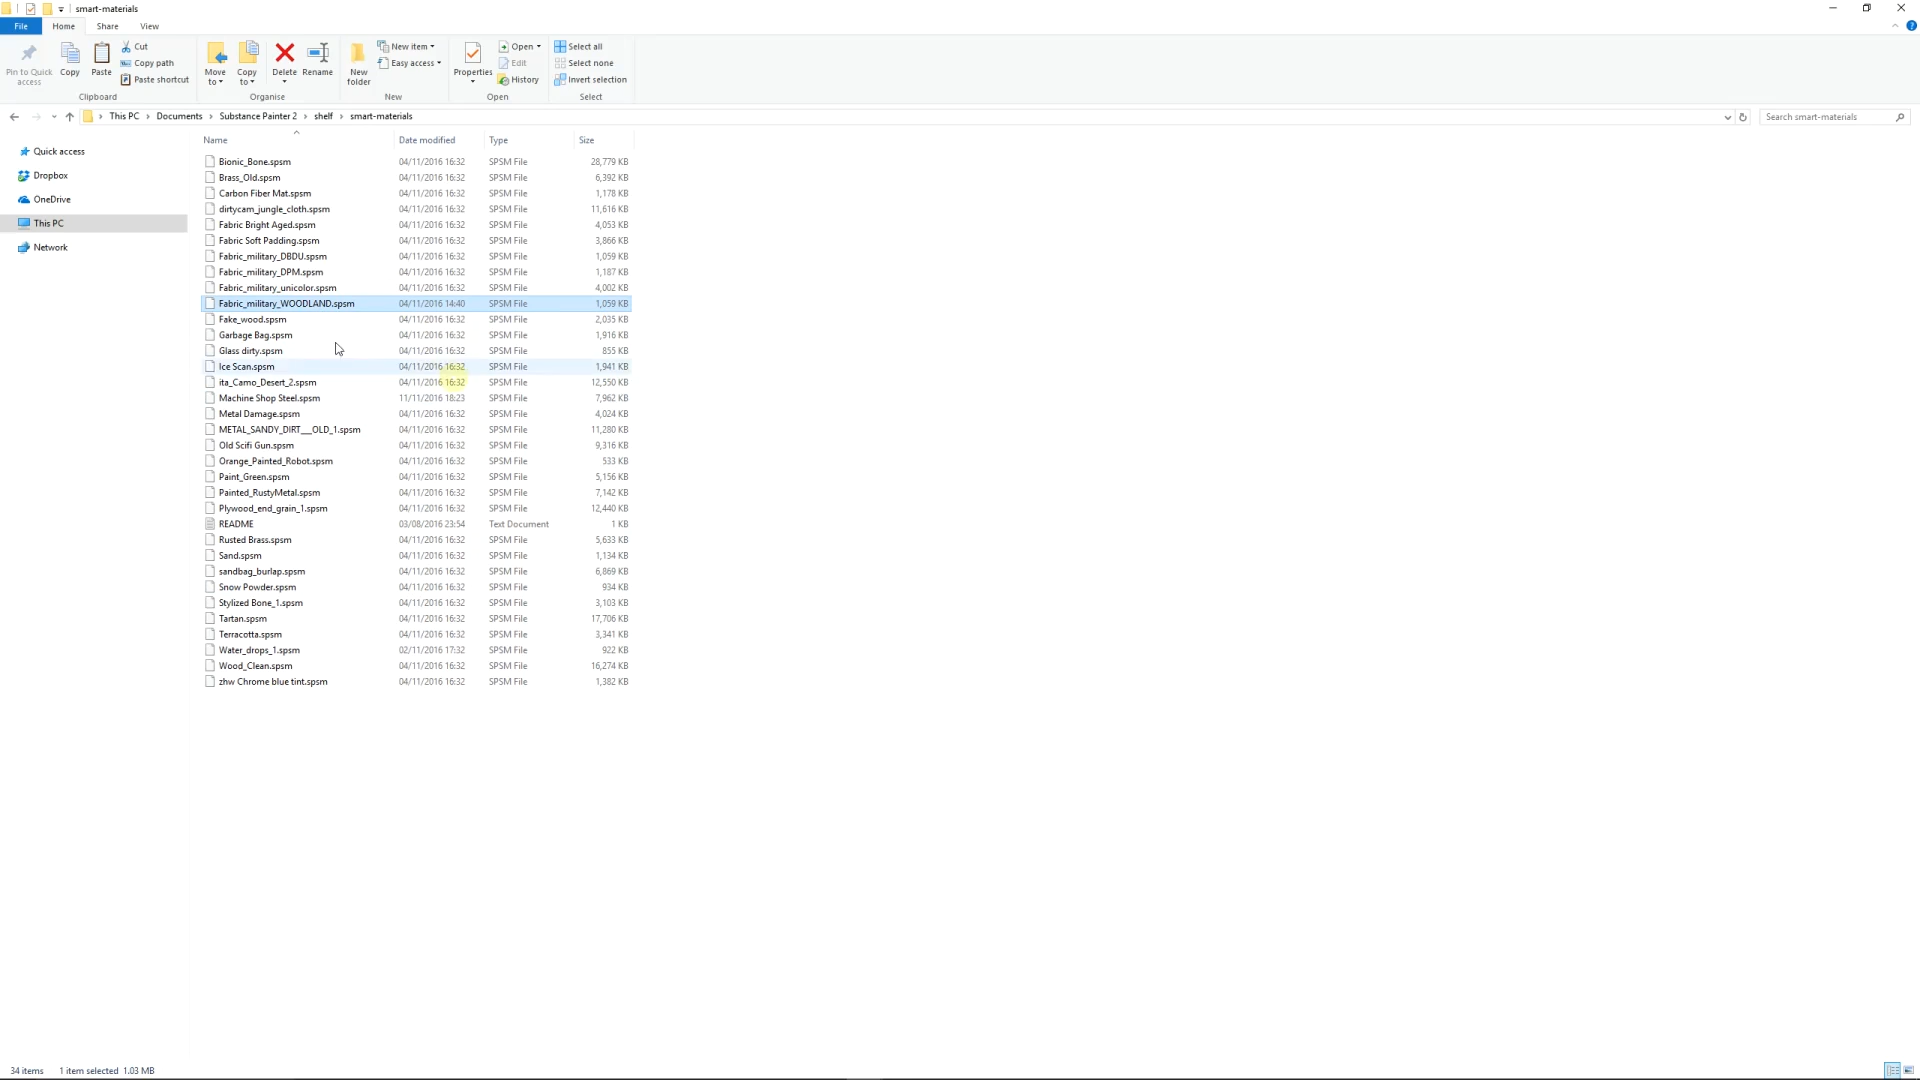 smart-materials
File Home Share View
Pin to Quick access
Copy
Paste
Cut
Copy path
Paste shortcut
Move to
Copy to
Delete
Rename
New folder
New item
Easy access
Properties
Open
Edit
History
Select all
Select none
Invert selection
Clipboard Organise New Open Select
This PC Documents Substance Painter 2 shelf smart-materials
Search smart-materials
Quick access
Dropbox
OneDrive
This PC
Network
Name Date modified Type Size
Bionic_Bone.spsm 04/11/2016 16:32 SPSM File 28,779 KB
Brass_Old.spsm 04/11/2016 16:32 SPSM File 6,392 KB
Carbon Fiber Mat.spsm 04/11/2016 16:32 SPSM File 1,178 KB
dirtycam_jungle_cloth.spsm 04/11/2016 16:32 SPSM File 11,616 KB
Fabric Bright Aged.spsm 04/11/2016 16:32 SPSM File 4,053 KB
Fabric Soft Padding.spsm 04/11/2016 16:32 SPSM File 3,866 KB
Fabric_military_DBDU.spsm 04/11/2016 16:32 SPSM File 1,059 KB
Fabric_military_DPM.spsm 04/11/2016 16:32 SPSM File 1,187 KB
Fabric_military_unicolor.spsm 04/11/2016 16:32 SPSM File 4,002 KB
Fabric_military_WOODLAND.spsm 04/11/2016 14:40 SPSM File 1,059 KB
Fake_wood.spsm 04/11/2016 16:32 SPSM File 2,035 KB
Garbage Bag.spsm 04/11/2016 16:32 SPSM File 1,916 KB
Glass dirty.spsm 04/11/2016 16:32 SPSM File 855 KB
Ice Scan.spsm 04/11/2016 16:32 SPSM File 1,941 KB
ita_Camo_Desert_2.spsm 04/11/2016 16:32 SPSM File 12,550 KB
Machine Shop Steel.spsm 11/11/2016 18:23 SPSM File 7,962 KB
Metal Damage.spsm 04/11/2016 16:32 SPSM File 4,024 KB
METAL_SANDY_DIRT__OLD_1.spsm 04/11/2016 16:32 SPSM File 11,280 KB
Old Scifi Gun.spsm 04/11/2016 16:32 SPSM File 9,316 KB
Orange_Painted_Robot.spsm 04/11/2016 16:32 SPSM File 533 KB
Paint_Green.spsm 04/11/2016 16:32 SPSM File 5,156 KB
Painted_RustyMetal.spsm 04/11/2016 16:32 SPSM File 7,142 KB
Plywood_end_grain_1.spsm 04/11/2016 16:32 SPSM File 12,440 KB
README 03/08/2016 23:54 Text Document 1 KB
Rusted Brass.spsm 04/11/2016 16:32 SPSM File 5,633 KB
Sand.spsm 04/11/2016 16:32 SPSM File 1,134 KB
sandbag_burlap.spsm 04/11/2016 16:32 SPSM File 6,869 KB
Snow Powder.spsm 04/11/2016 16:32 SPSM File 934 KB
Stylized Bone_1.spsm 04/11/2016 16:32 SPSM File 3,103 KB
Tartan.spsm 04/11/2016 16:32 SPSM File 17,706 KB
Terracotta.spsm 04/11/2016 16:32 SPSM File 3,341 KB
Water_drops_1.spsm 02/11/2016 17:32 SPSM File 922 KB
Wood_Clean.spsm 04/11/2016 16:32 SPSM File 16,274 KB
zhw Chrome blue tint.spsm 04/11/2016 16:32 SPSM File 1,382 KB
34 items 1 item selected 1.03 MB